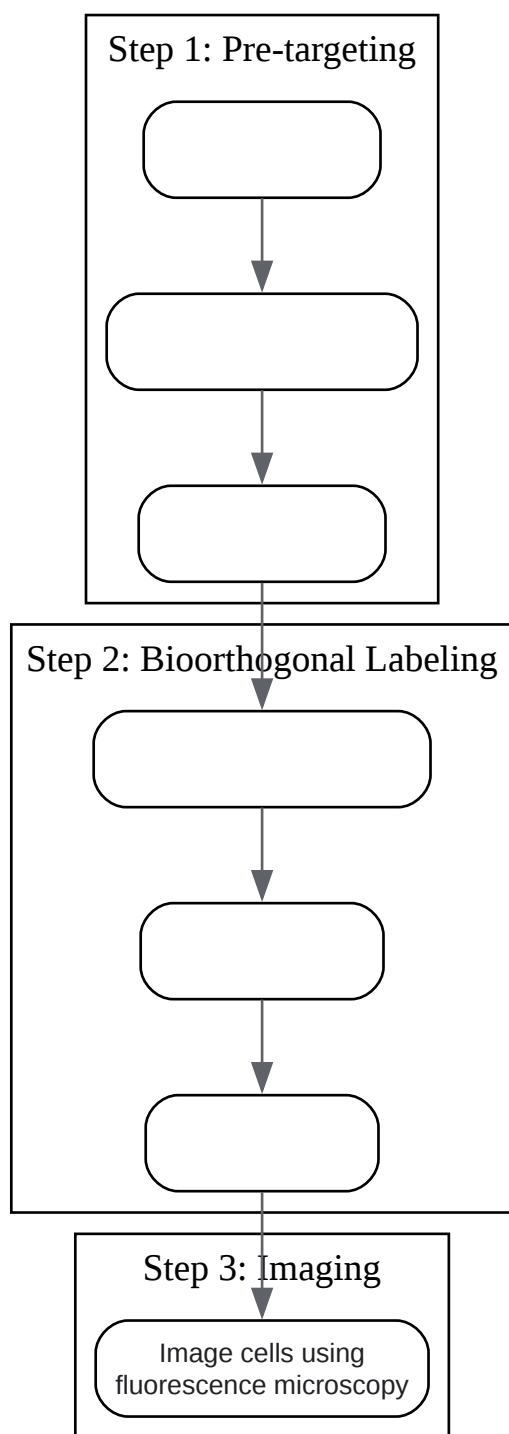 Step 1: Pre-targeting
Step 2: Bioorthogonal Labeling
Step 3: Imaging
Image cells using
fluorescence microscopy